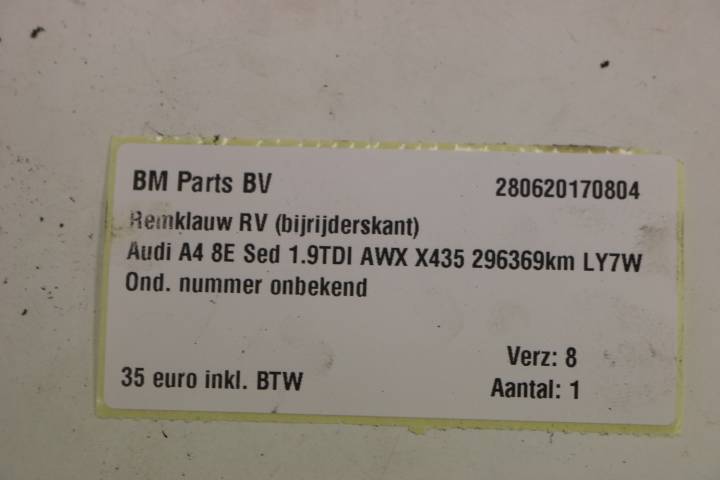 BM Parts BV 280620170804
Remklauw RV (bijrijderskant)
Audi A4 8E Sed 1.9TDI AWX X435 296369km LY7W
Ond. nummer onbekend
Verz: 8
35 euro inkl. BTW Aantal: 1